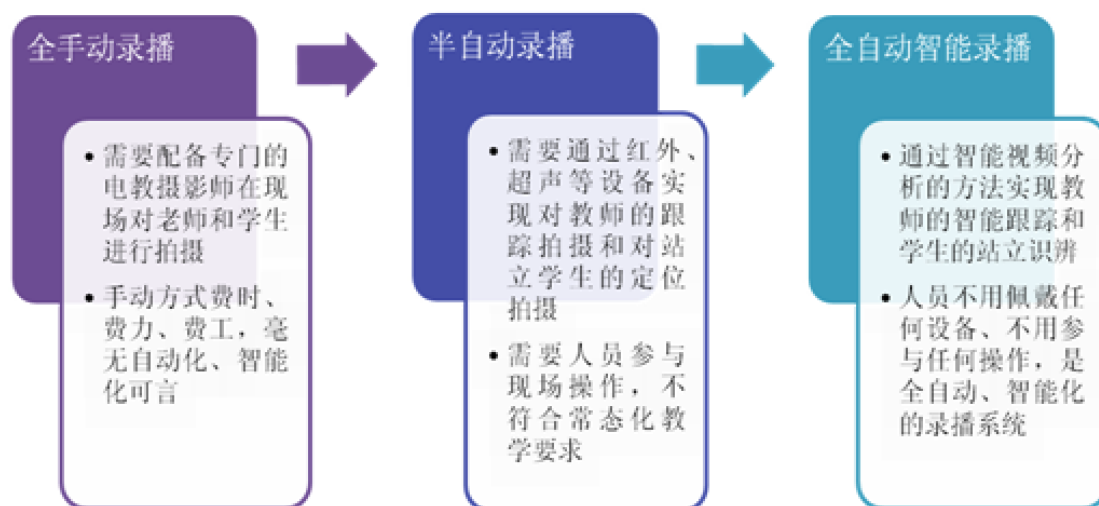 全手动录播
• 需要配备专门的
电教摄影师在现
场对老师和学生
进行拍摄
• 手动方式费时、
费力、费工，毫
无自动化、智能
化可言
半自动录播
• 需要通过红外、
超声等设备实
现对教师的跟
踪拍摄和对站
立学生的定位
拍摄
• 需要人员参与
现场操作，不
符合常态化教
学要求
全自动智能录播
• 通过智能视频分
析的方法实现教
师的智能跟踪和
学生的站立识辨
• 人员不用佩戴任
何设备、不用参
与任何操作，是
全自动、智能化
的录播系统